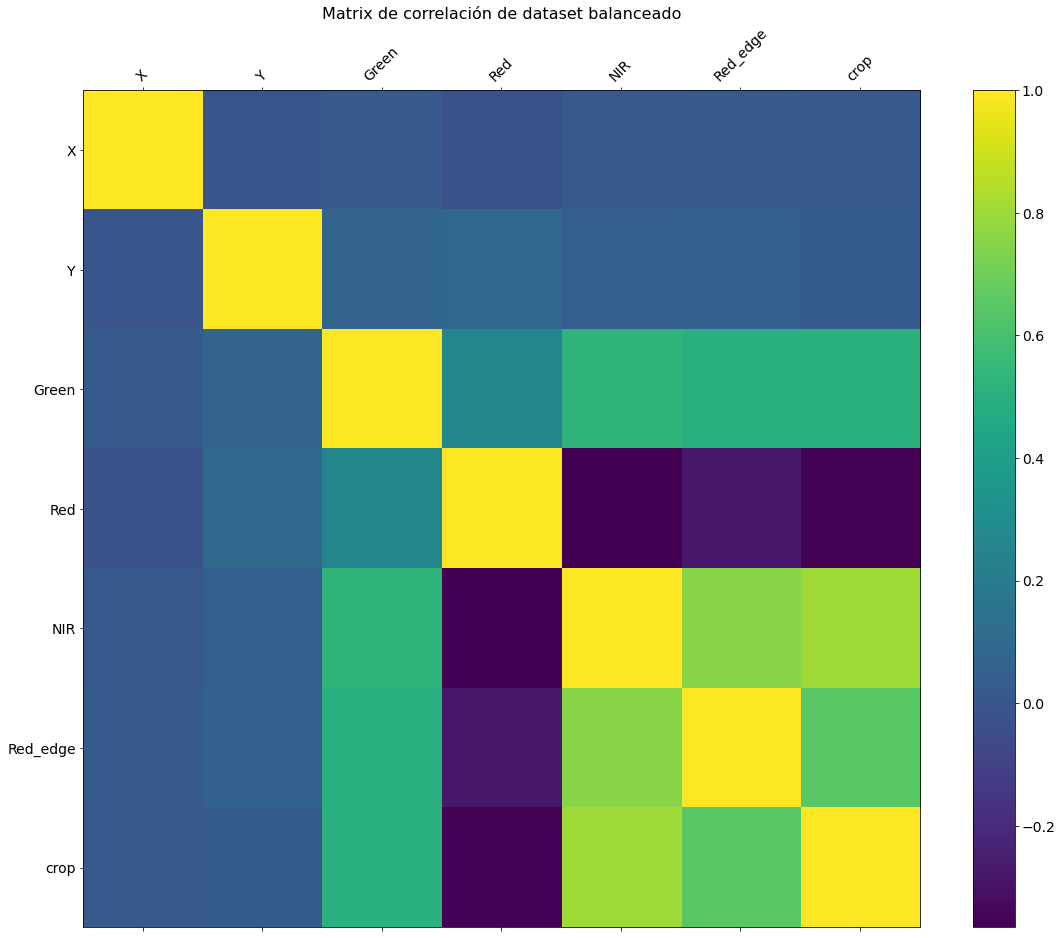 Matrix de correlación de dataset balanceado
X Y Green Red NIR Red_edge crop
X
Y
Green
Red
NIR
Red_edge
crop
1.0
0.8
0.6
0.4
0.2
0.0
−0.2